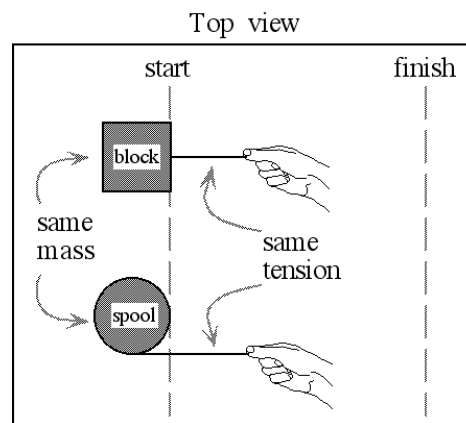 Top view
start
finish
block
same
mass
same
tension
spool